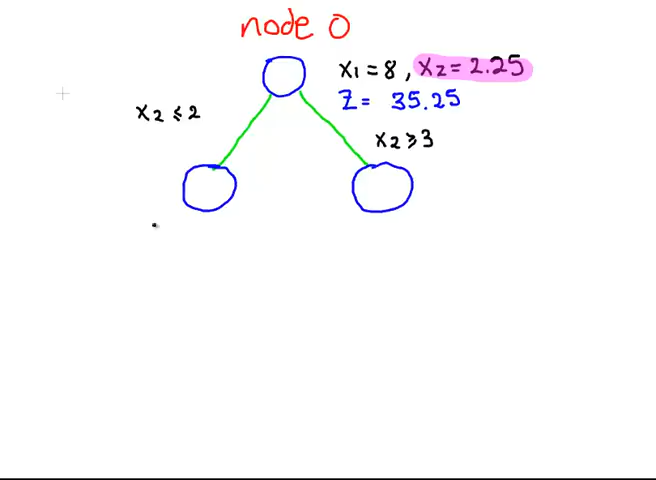 node 0
x1 = 8, x2 = 2.25
Z = 35.25
x2 ≤ 2
x2 ≥ 3